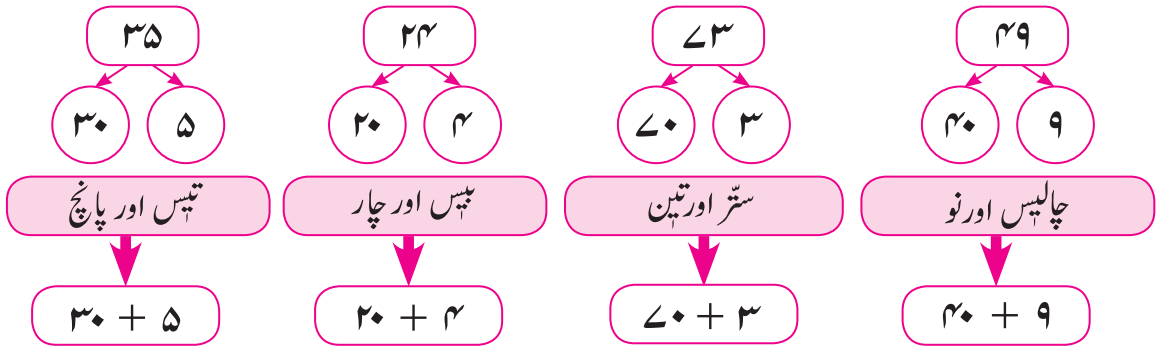 ۳۵
۳۰ ۵
تیس اور پانچ
۳۰ + ۵
۲۴
۲۰ ۴
بیس اور چار
۲۰ + ۴
۷۳
۷۰ ۳
ستّر اور تین
۷۰ + ۳
۴۹
۴۰ ۹
چالیس اور نو
۴۰ + ۹